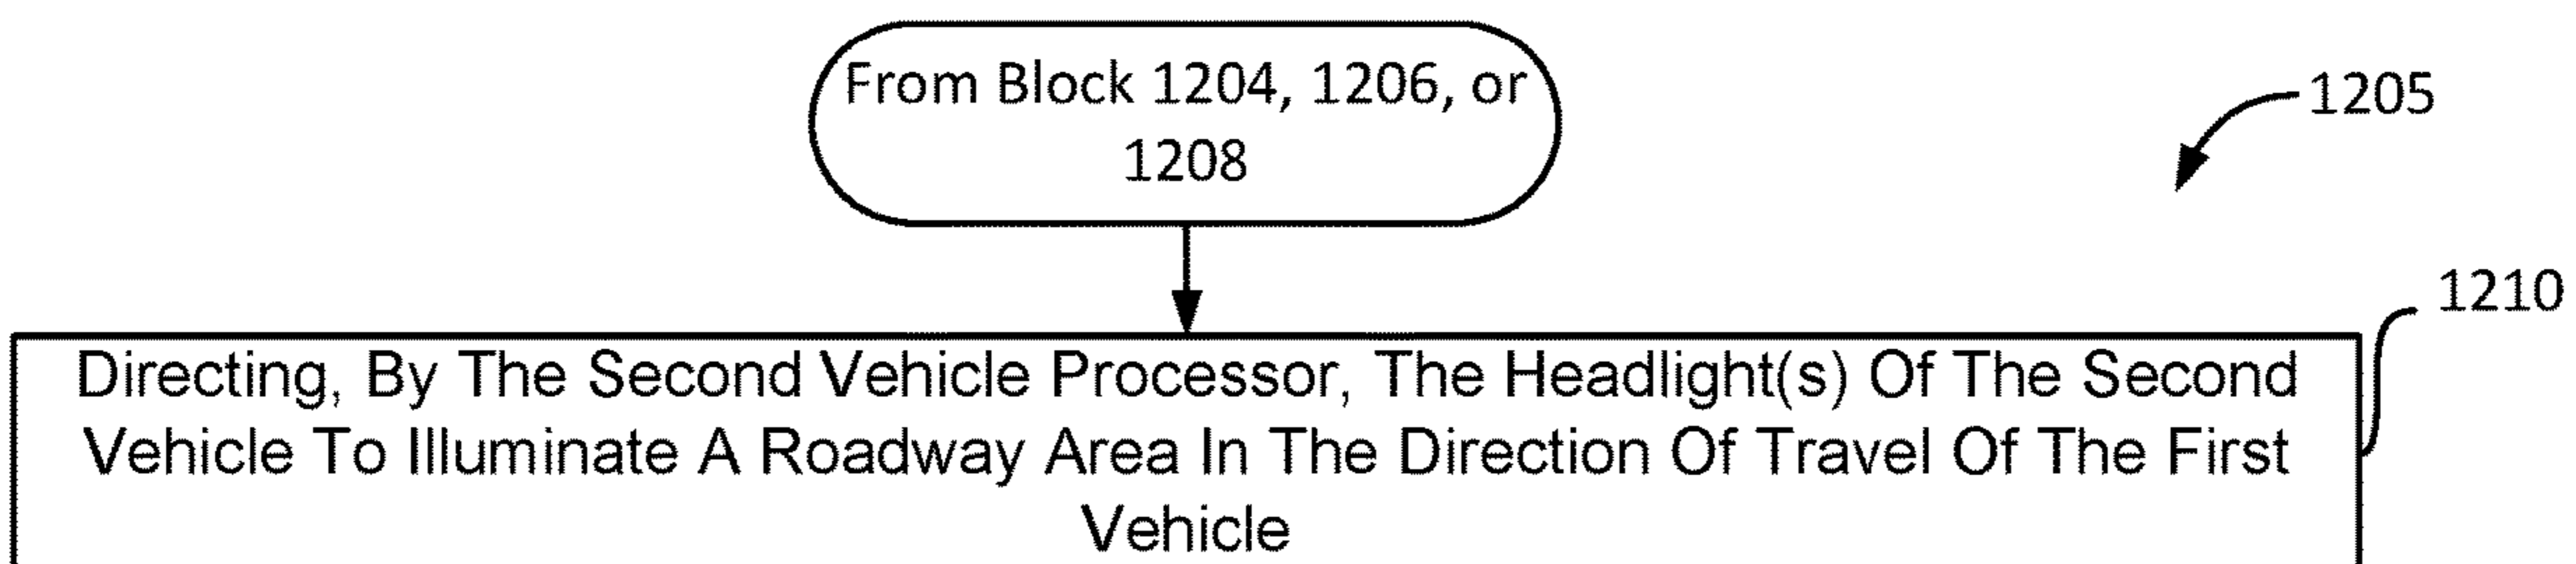 From Block 1204, 1206, or
1208
1205
1210
Directing, By The Second Vehicle Processor, The Headlight(s) Of The Second
Vehicle To Illuminate A Roadway Area In The Direction Of Travel Of The First
Vehicle